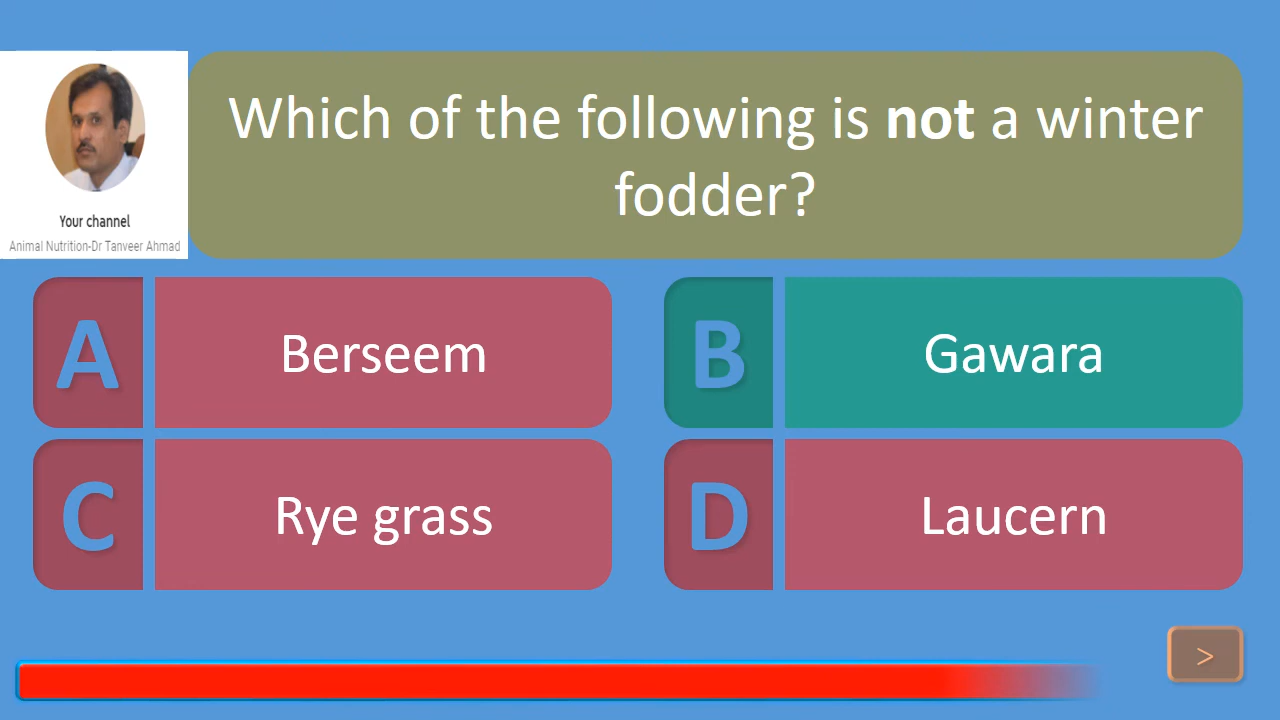 Which of the following is not a winter
fodder?
Your channel
Animal Nutrition-Dr Tanveer Ahmad
A
Berseem
B
Gawara
C
Rye grass
D
Laucern
>